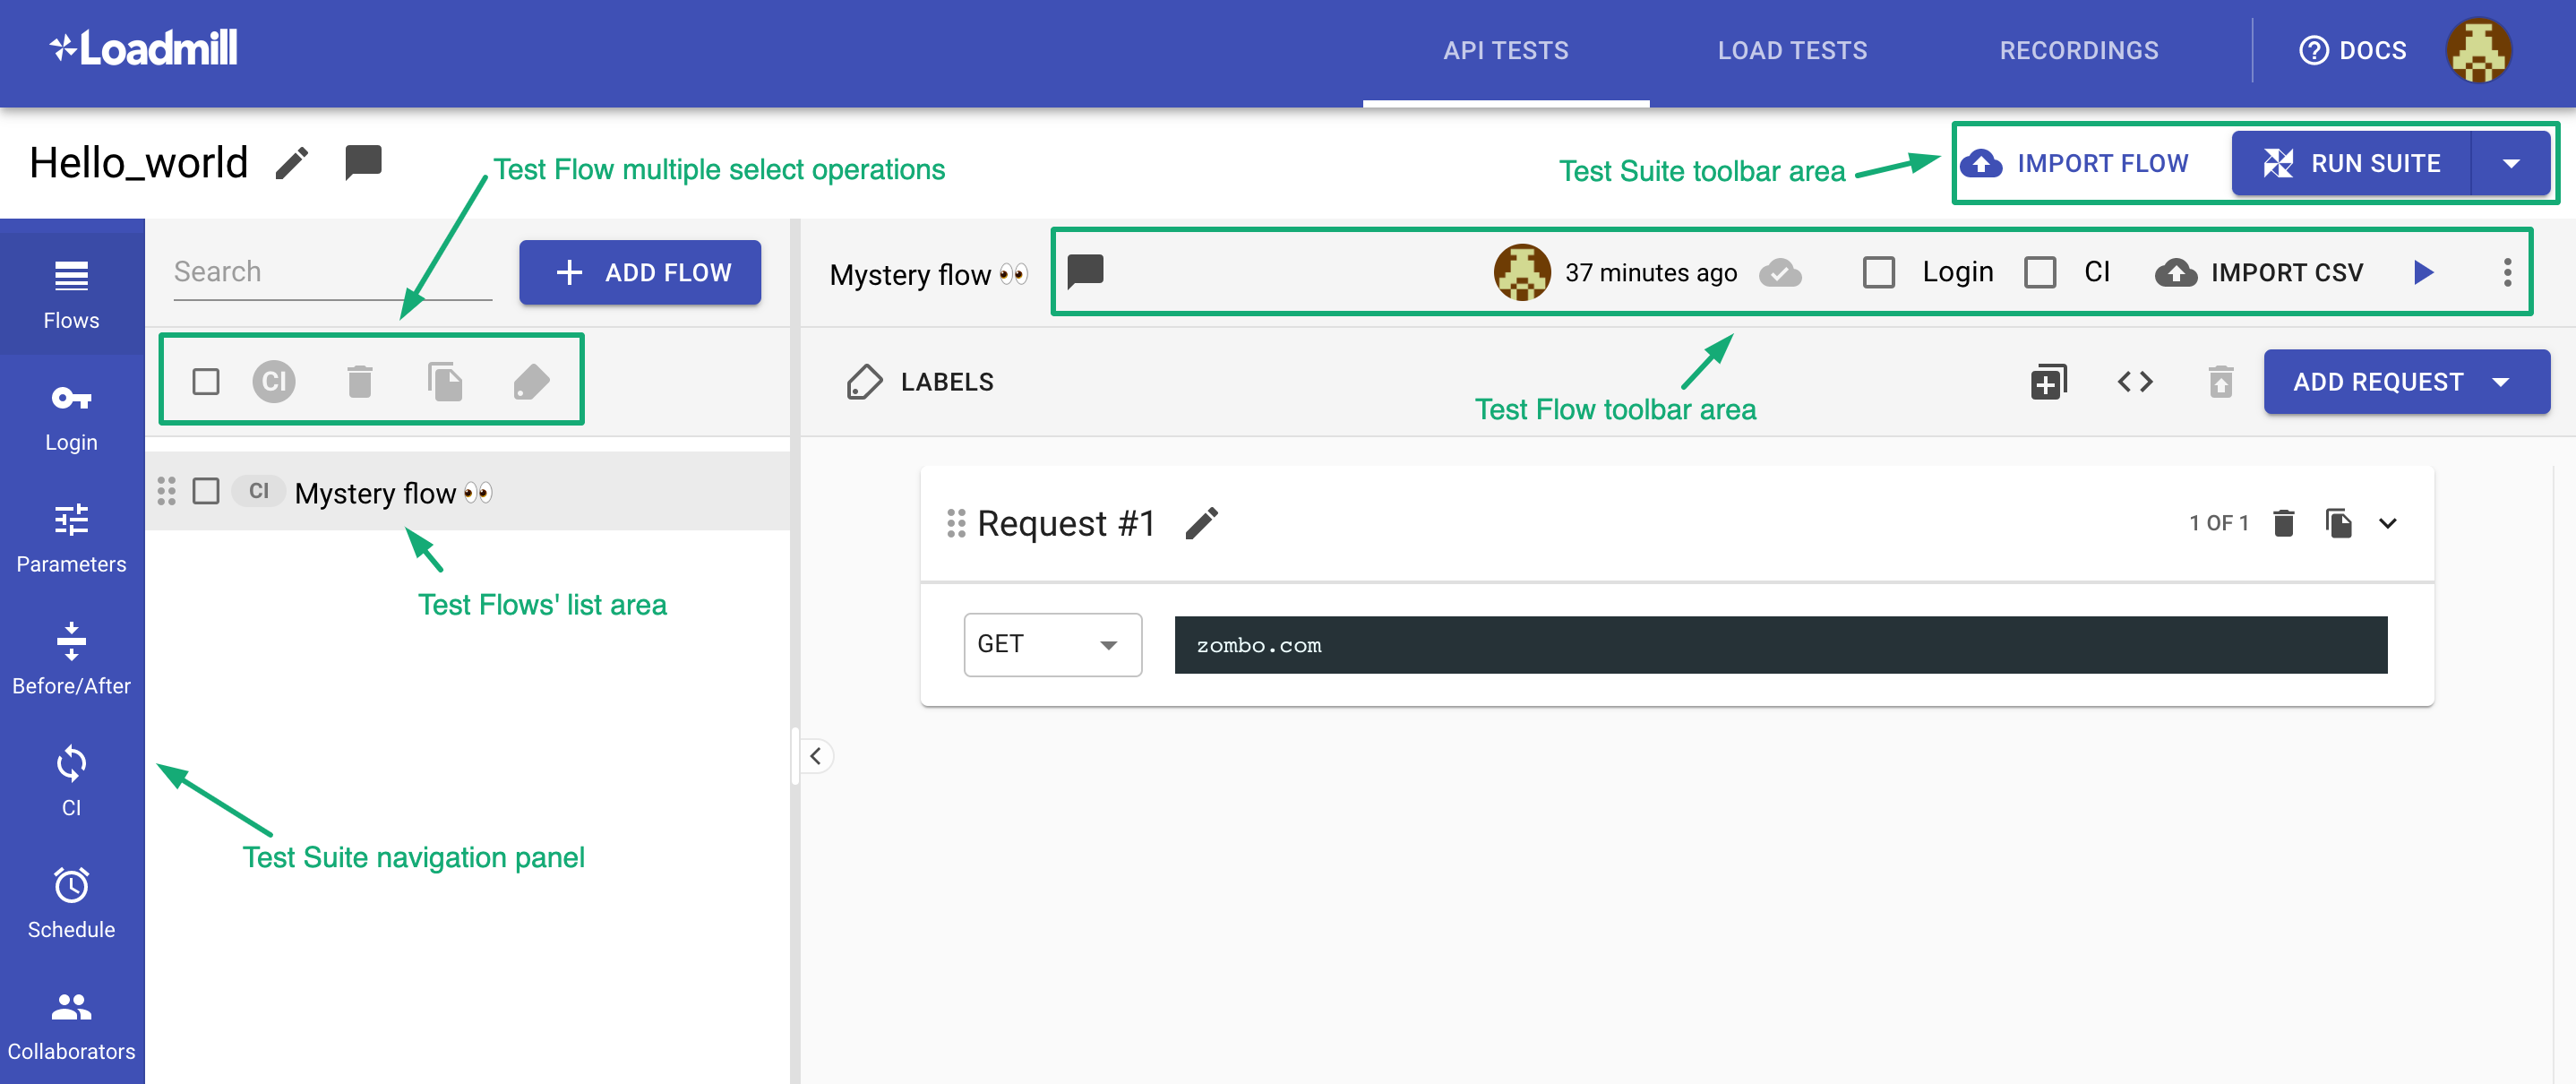 Loadmill
API TESTS
LOAD TESTS
RECORDINGS
DOCS
Hello_world
Test Flow multiple select operations
Test Suite toolbar area
IMPORT FLOW
RUN SUITE
Flows
Login
Parameters
Before/After
CI
Schedule
Collaborators
Search
ADD FLOW
CI
CI Mystery flow 👀
Test Flows' list area
Test Suite navigation panel
Mystery flow 👀
37 minutes ago
Login
CI
IMPORT CSV
LABELS
Test Flow toolbar area
ADD REQUEST
Request #1
1 OF 1
GET
zombo.com